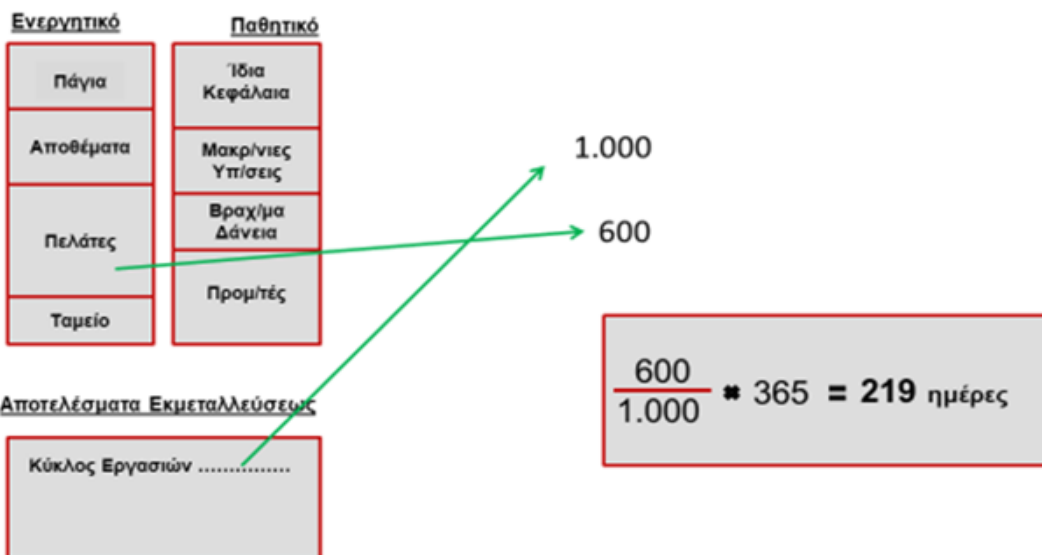 Ενεργητικό
Πάγια
Αποθέματα
Πελάτες
Ταμείο
Παθητικό
Ίδια
Κεφάλαια
Μακρ/νιες
Υπ/σεις
Βραχ/μα
Δάνεια
Προμ/τές
1.000
600
Αποτελέσματα Εκμεταλλεύσεως
Κύκλος Εργασιών ...............
600
1.000
✖ 365 = 219 ημέρες